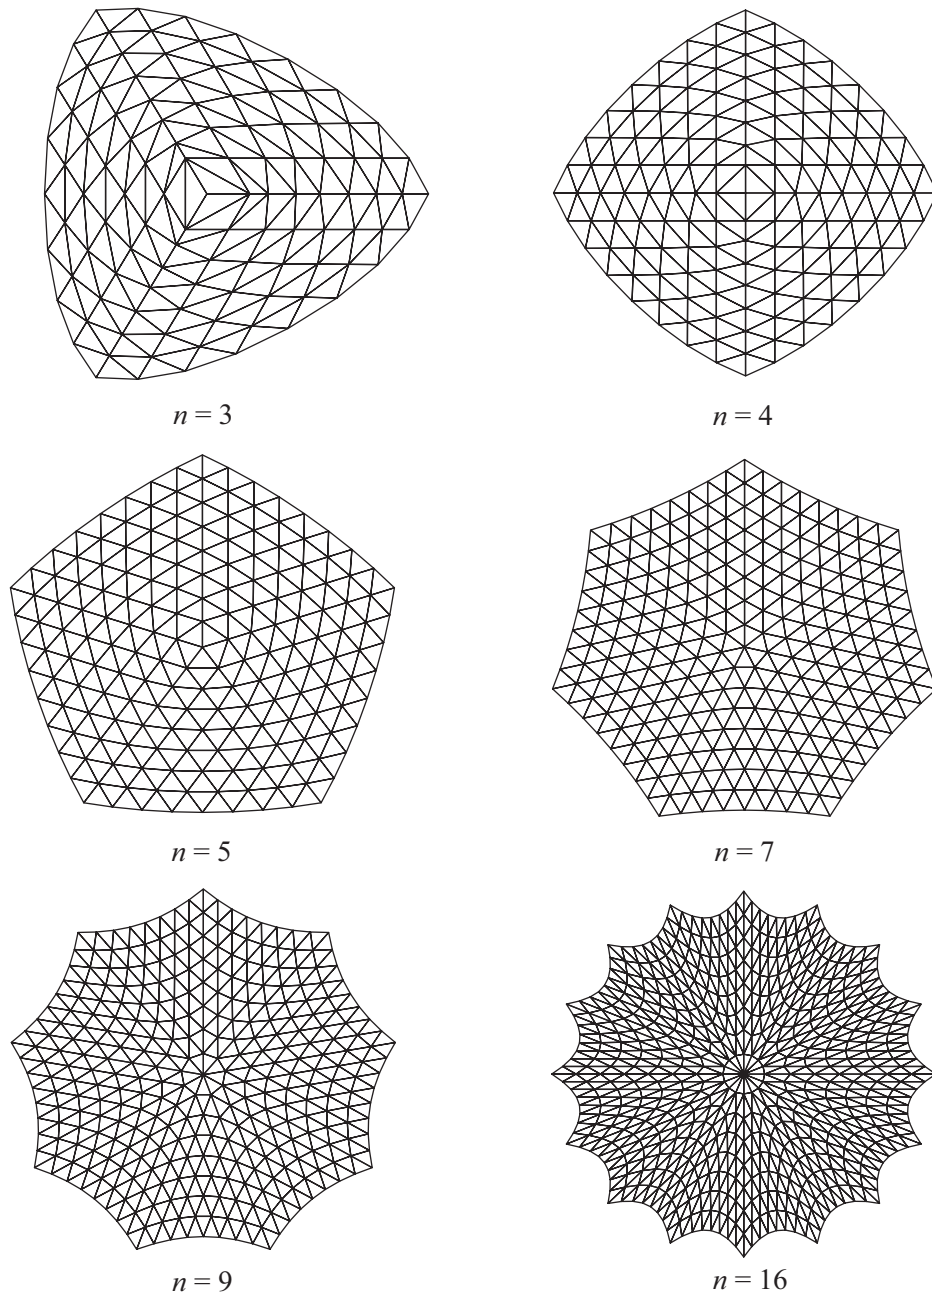 n = 3
n = 4
n = 5
n = 7
n = 9
n = 16